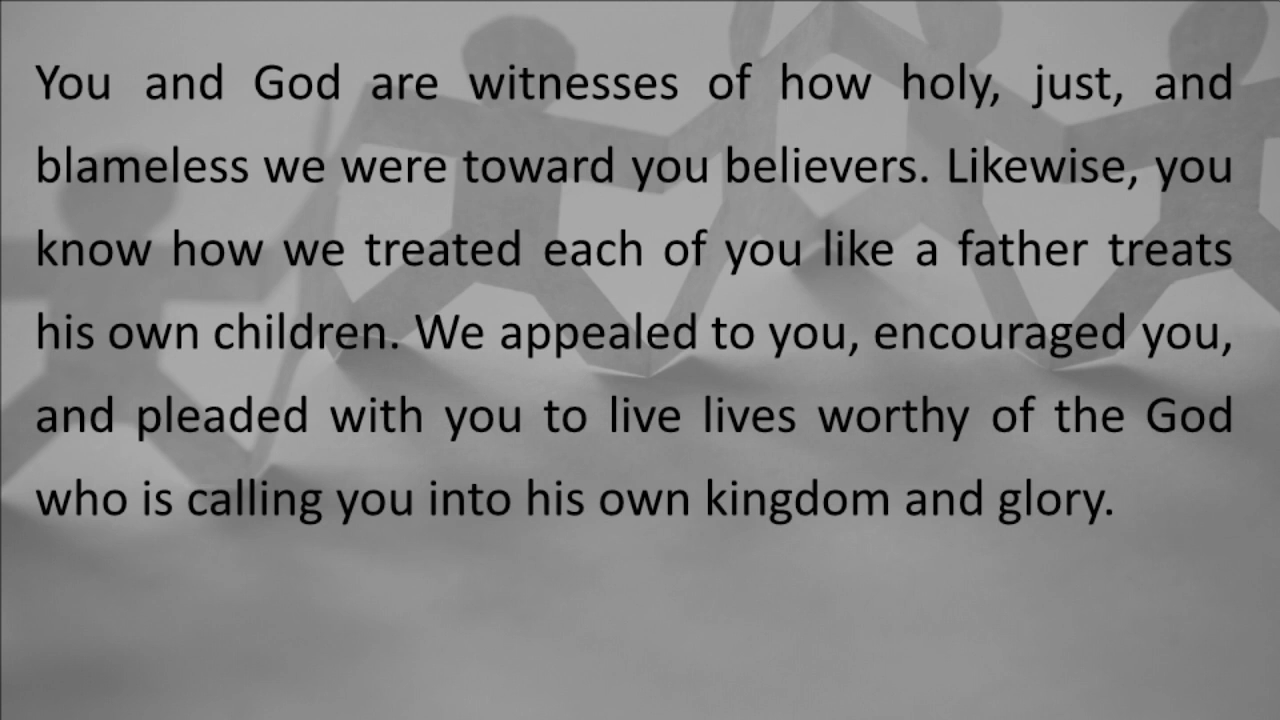 You and God are witnesses of how holy, just, and
blameless we were toward you believers. Likewise, you
know how we treated each of you like a father treats
his own children. We appealed to you, encouraged you,
and pleaded with you to live lives worthy of the God
who is calling you into his own kingdom and glory.